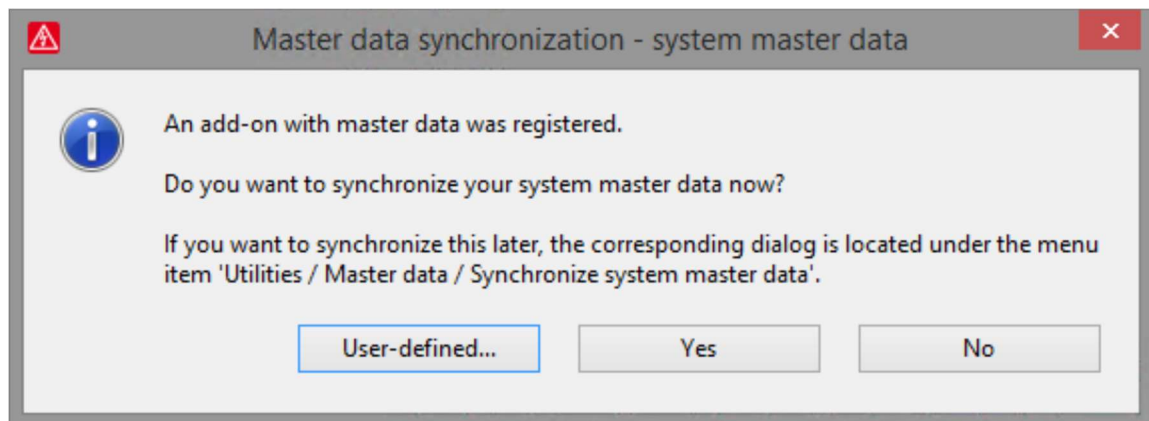 Master data synchronization - system master data
An add-on with master data was registered.
Do you want to synchronize your system master data now?
If you want to synchronize this later, the corresponding dialog is located under the menu
item 'Utilities / Master data / Synchronize system master data'.
User-defined... Yes No